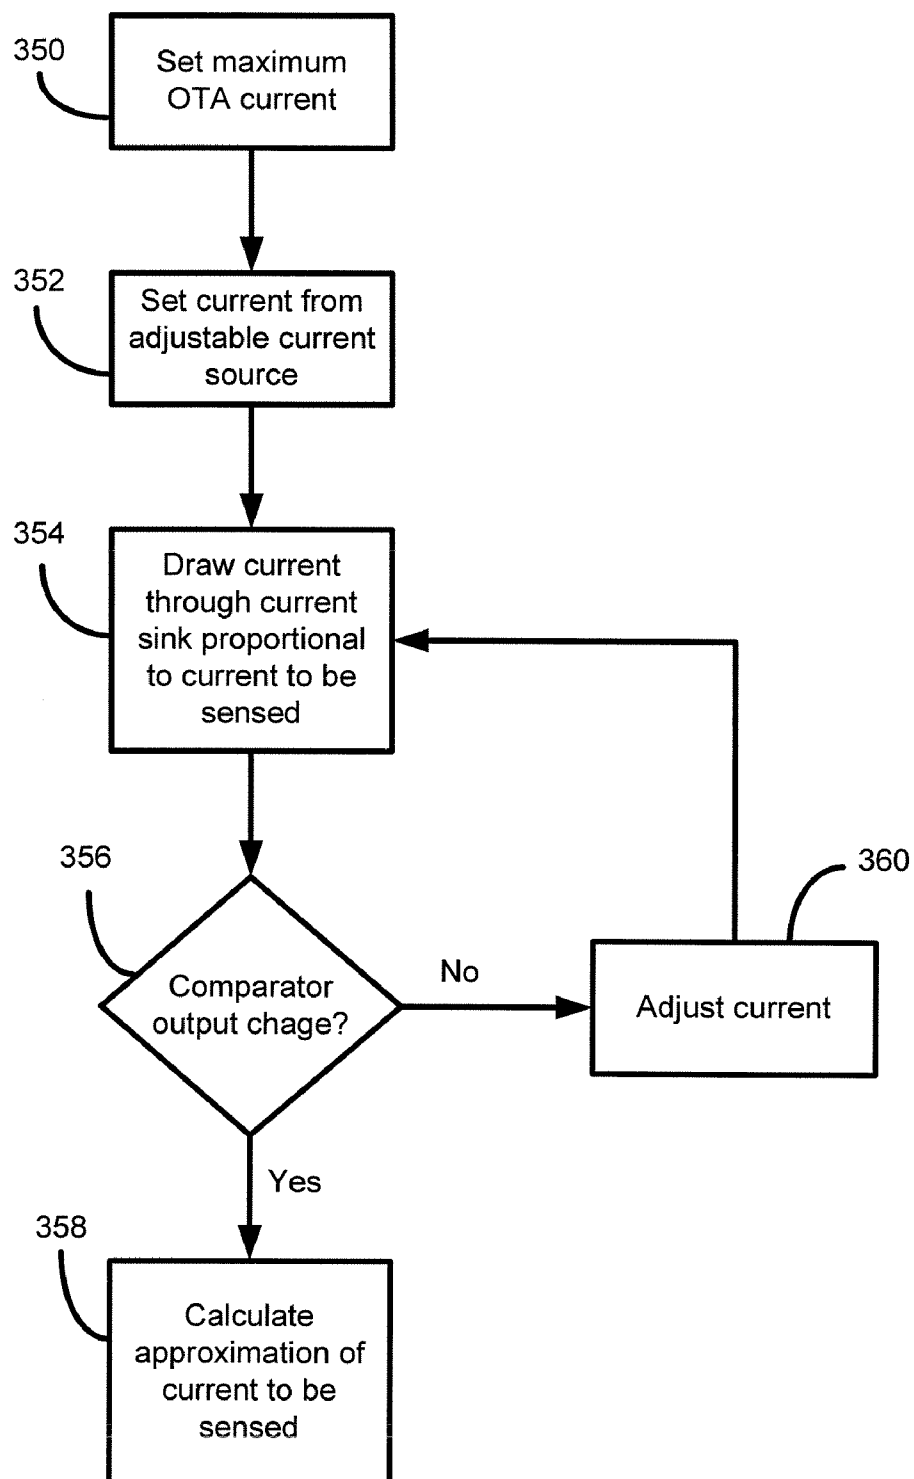 350
Set maximum
OTA current
352
Set current from
adjustable current
source
354
Draw current
through current
sink proportional
to current to be
sensed
356
Comparator
output chage?
No
360
Adjust current
Yes
358
Calculate
approximation of
current to be
sensed